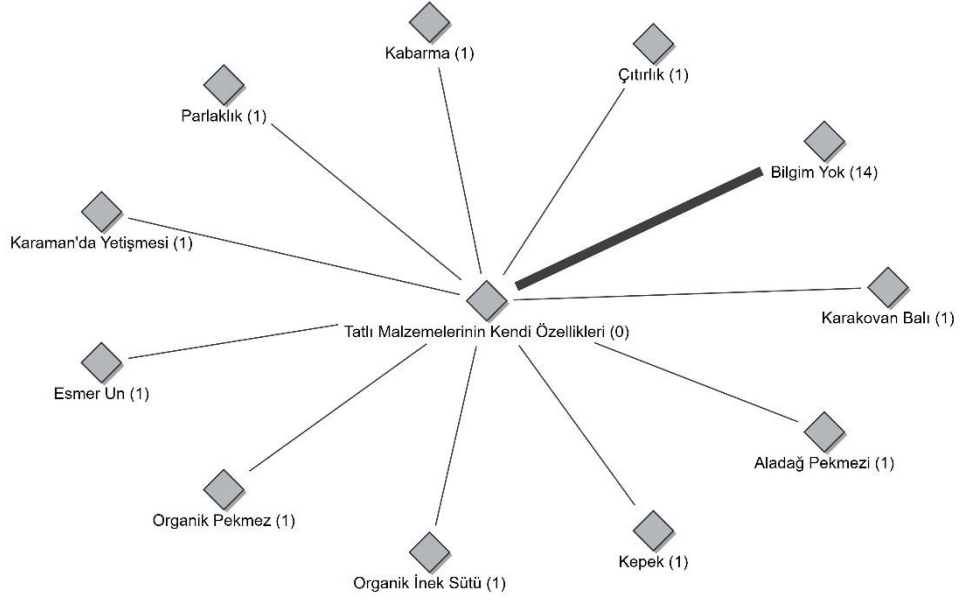 Kabarma (1)
Çıtırlık (1)
Parlaklık (1)
Bilgim Yok (14)
Karaman'da Yetişmesi (1)
Karakovan Balı (1)
Tatlı Malzemelerinin Kendi Özellikleri (0)
Esmer Un (1)
Aladağ Pekmezi (1)
Organik Pekmez (1)
Kepek (1)
Organik İnek Sütü (1)